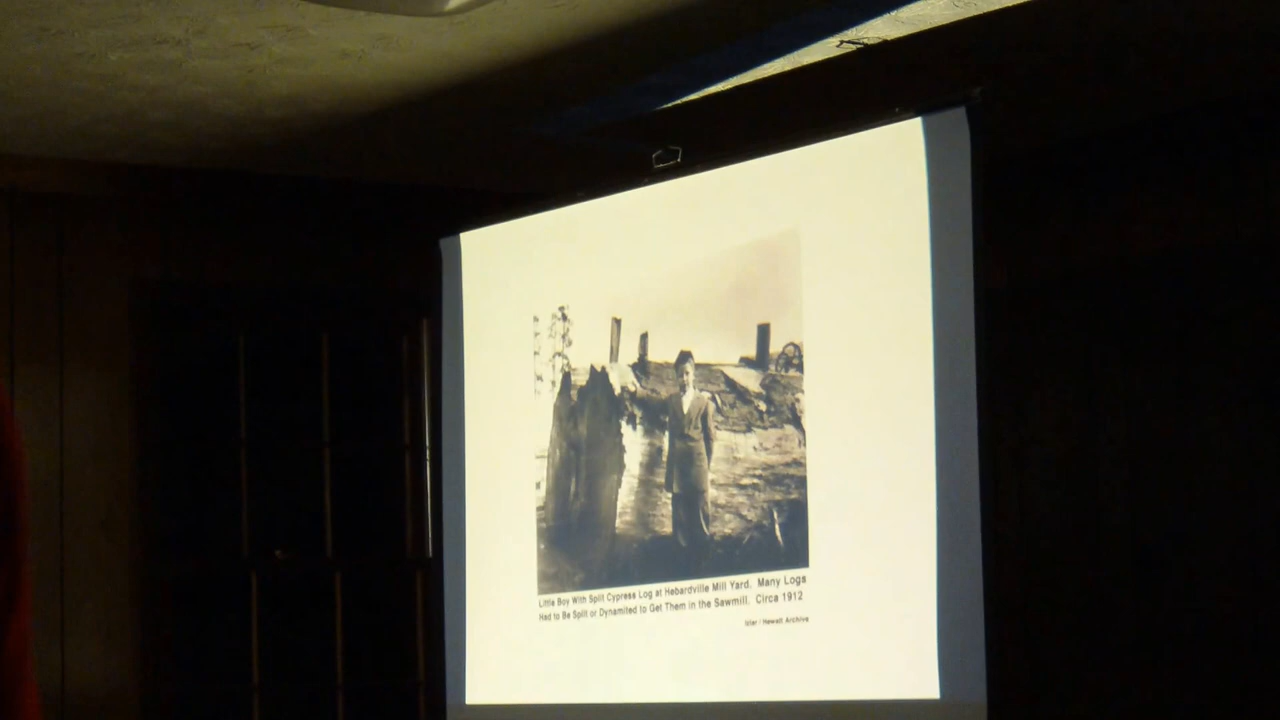 Little Boy With Split Cypress Log at Hebardville Mill Yard. Many Logs
Had to Be Split or Dynamited to Get Them in the Sawmill. Circa 1912
Izlar / Hewett Archive